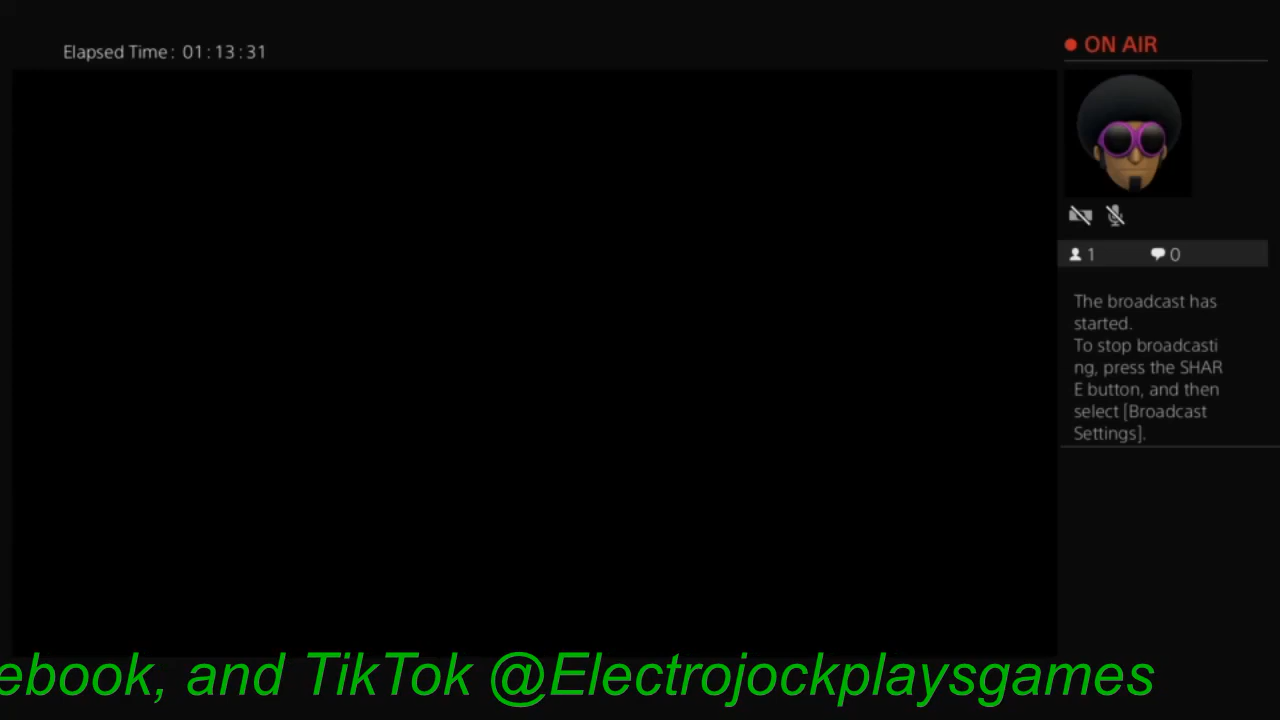 Elapsed Time: 01:13:31
ON AIR
1 0
The broadcast has
started.
To stop broadcasti
ng, press the SHAR
E button, and then
select [Broadcast
Settings].
ebook, and TikTok @Electrojockplaysgames